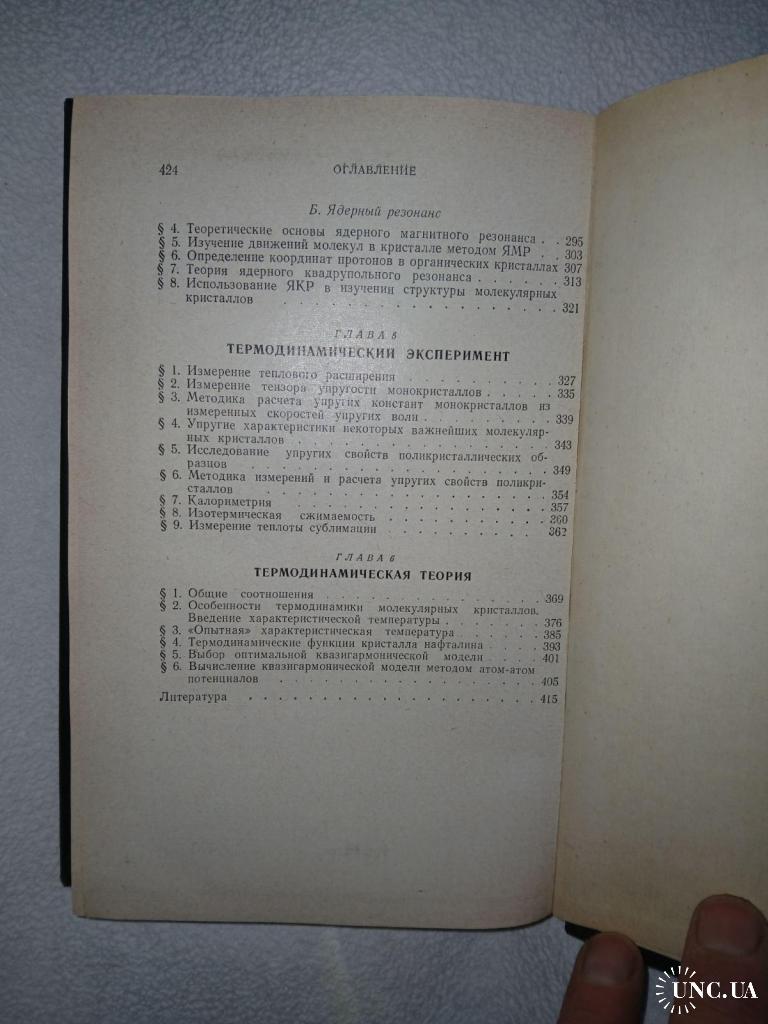 424 ОГЛАВЛЕНИЕ
Б. Ядерный резонанс
§ 4. Теоретические основы ядерного магнитного резонанса . . 295
§ 5. Изучение движений молекул в кристалле методом ЯМР . . 303
§ 6. Определение координат протонов в органических кристаллах 307
§ 7. Теория ядерного квадрупольного резонанса . . . . . . 313
§ 8. Использование ЯКР в изучении структуры молекулярных
кристаллов . . . . . . . . . . . . . . . . . 321
ГЛАВА 5
ТЕРМОДИНАМИЧЕСКИЙ ЭКСПЕРИМЕНТ
§ 1. Измерение теплового расширения . . . . . . . . . . 327
§ 2. Измерение тензора упругости монокристаллов . . . . . 335
§ 3. Методика расчета упругих констант монокристаллов из
измеренных скоростей упругих волн . . . . . . . . . 339
§ 4. Упругие характеристики некоторых важнейших молекуляр-
ных кристаллов . . . . . . . . . . . . . . . 343
§ 5. Исследование упругих свойств поликристаллических об-
разцов . . . . . . . . . . . . . . . . . . 349
§ 6. Методика измерений и расчета упругих свойств поликри-
сталлов . . . . . . . . . . . . . . . . . 354
§ 7. Калориметрия . . . . . . . . . . . . . . . 357
§ 8. Изотермическая сжимаемость . . . . . . . . . . 360
§ 9. Измерение теплоты сублимации . . . . . . . . . . 362
ГЛАВА 6
ТЕРМОДИНАМИЧЕСКАЯ ТЕОРИЯ
§ 1. Общие соотношения . . . . . . . . . . . . . 369
§ 2. Особенности термодинамики молекулярных кристаллов.
Введение характеристической температуры . . . . . . . 376
§ 3. «Опытная» характеристическая температура . . . . . . 385
§ 4. Термодинамические функции кристалла нафталина . . . . 393
§ 5. Выбор оптимальной квазигармонической модели . . . . 401
§ 6. Вычисление квазигармонической модели методом атом-атом
потенциалов . . . . . . . . . . . . . . . . 405
Литература . . . . . . . . . . . . . . . . . . 415
UNC.UA